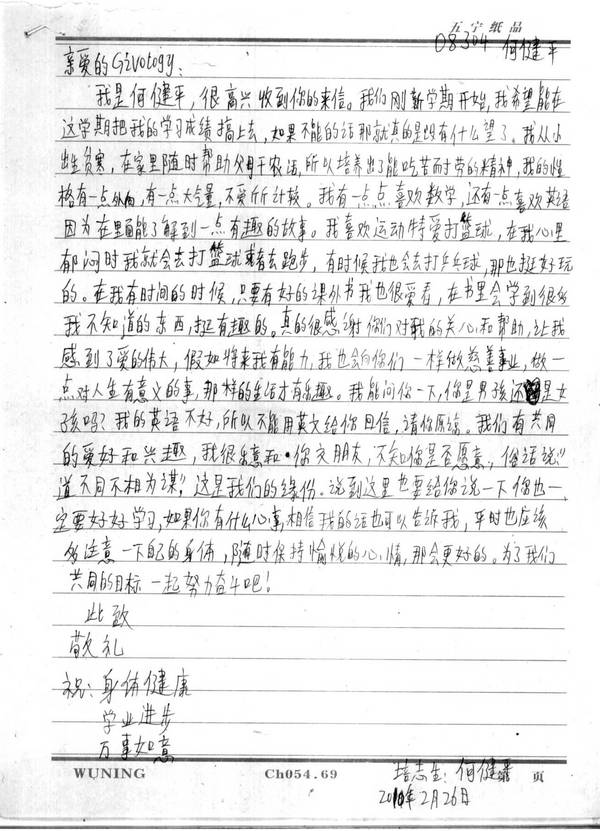 五宁纸品
08304 何健平
亲爱的Givology:
我是何健平,很高兴收到你的来信。我们刚新学期开始,我希望能在
这学期把我的学习成绩搞上去,如果不能的话那就真的是没有什么望了。我从小
出生贫寒,在家里随时帮助父母干农活,所以培养出了能吃苦而才劳的精神,我的性
格有一点外向,有一点大气量,不爱斤斤计较。我有一点点喜欢数学,还有一点喜欢英语
因为在里面能了解到一点有趣的故事。我喜欢运动特爱打篮球,在我心里
郁闷时我就会去打篮球或者去跑步,有时候我也会去打乒乓球,那也挺好玩
的。在我有时间的时候,只要有好的课外书我也很爱看,在书里会学到很多
我不知道的东西,挺有趣的。真的很感谢你们对我的关心和帮助,让我
感到了爱的伟大,假如将来我有能力,我也会向你们一样做慈善事业,做一
点对人生有意义的事,那样的生活才有乐趣。我能问你一下,你是男孩还是女
孩吗?我的英语不好,所以不能用英文给你回信,请你原谅。我们有共同
的爱好和兴趣,我很乐意和你交朋友,不知你是否愿意,俗话说"
道不同不相为谋",这是我们的缘份。说到这里也要给你说一下你也一
定要好好学习,如果你有什么心事,相信我的话也可以告诉我,平时也应该
多注意一下自己的身体,随时保持愉悦的心情,那会更好的。为了我们
共同的目标一起努力奋斗吧!
此致
敬礼
祝:身体健康
学业进步
万事如意
WUNING Ch054.69 页
培志生:何健平
2010年2月26日